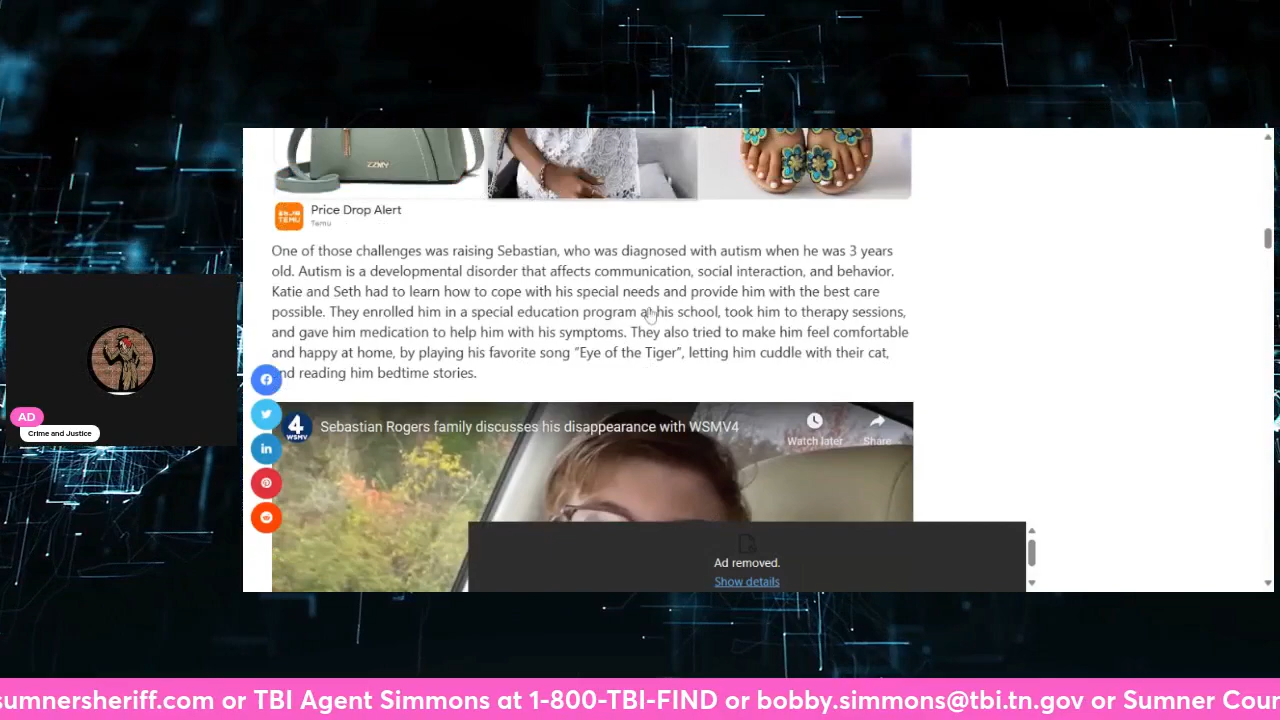 ZZNY
TEMU
Price Drop Alert
Temu
One of those challenges was raising Sebastian, who was diagnosed with autism when he was 3 years
old. Autism is a developmental disorder that affects communication, social interaction, and behavior.
Katie and Seth had to learn how to cope with his special needs and provide him with the best care
possible. They enrolled him in a special education program at his school, took him to therapy sessions,
and gave him medication to help him with his symptoms. They also tried to make him feel comfortable
and happy at home, by playing his favorite song “Eye of the Tiger”, letting him cuddle with their cat,
and reading him bedtime stories.
4
WSMV
Sebastian Rogers family discusses his disappearance with WSMV4
Watch later
Share
Ad removed.
Show details
AD
Crime and Justice
sumnersheriff.com or TBI Agent Simmons at 1-800-TBI-FIND or bobby.simmons@tbi.tn.gov or Sumner Coun